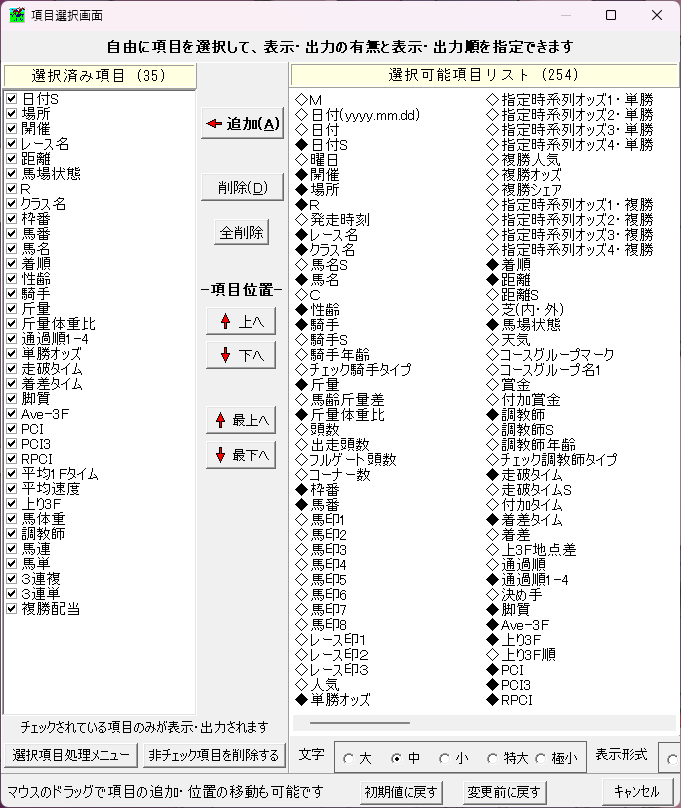 項目選択画面
自由に項目を選択して、表示・出力の有無と表示・出力順を指定できます
選択済み項目 (35)
日付S
場所
開催
レース名
距離
馬場状態
R
クラス名
枠番
馬番
馬名
着順
性齢
騎手
斤量
斤量体重比
通過順1-4
単勝オッズ
走破タイム
着差タイム
脚質
Ave-3F
PCI
PCI3
RPCI
平均1Fタイム
平均速度
上り3F
馬体重
調教師
馬連
馬単
3連複
3連単
複勝配当
チェックされている項目のみが表示・出力されます
選択項目処理メニュー
非チェック項目を削除する
追加(A)
削除(D)
全削除
-項目位置-
上へ
下へ
最上へ
最下へ
選択可能項目リスト (254)
◇M
◇日付(yyyy.mm.dd)
◇日付
◆日付S
◇曜日
◆開催
◆場所
◆R
◇発走時刻
◆レース名
◆クラス名
◇馬名S
◆馬名
◇C
◆性齢
◆騎手
◇騎手S
◇騎手年齢
◇チェック騎手タイプ
◆斤量
◇馬齢斤量差
◆斤量体重比
◇頭数
◇出走頭数
◇フルゲート頭数
◇コーナー数
◆枠番
◆馬番
◇馬印1
◇馬印2
◇馬印3
◇馬印4
◇馬印5
◇馬印6
◇馬印7
◇馬印8
◇レース印1
◇レース印2
◇レース印3
◇人気
◆単勝オッズ
◇指定時系列オッズ1・単勝
◇指定時系列オッズ2・単勝
◇指定時系列オッズ3・単勝
◇指定時系列オッズ4・単勝
◇複勝人気
◇複勝オッズ
◇複勝シェア
◇指定時系列オッズ1・複勝
◇指定時系列オッズ2・複勝
◇指定時系列オッズ3・複勝
◇指定時系列オッズ4・複勝
◆着順
◆距離
◇距離S
◇芝(内・外)
◆馬場状態
◇天気
◇コースグループマーク
◇コースグループ名1
◇賞金
◇付加賞金
◆調教師
◇調教師S
◇調教師年齢
◇チェック調教師タイプ
◆走破タイム
◇走破タイムS
◇付加タイム
◆着差タイム
◇着差
◇上3F地点差
◇通過順
◆通過順1-4
◇決め手
◆脚質
◆Ave-3F
◆上り3F
◇上り3F順
◆PCI
◆PCI3
◆RPCI
文字
大
中
小
特大
極小
表示形式
マウスのドラッグで項目の追加・位置の移動も可能です
初期値に戻す
変更前に戻す
キャンセル